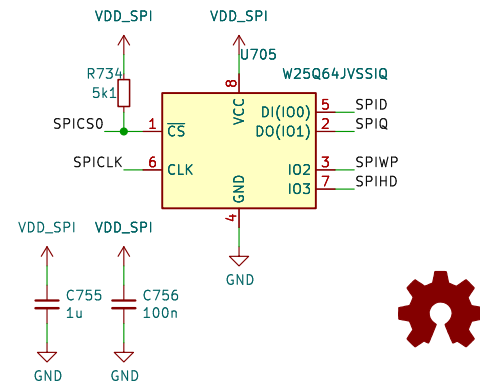 VDD_SPI
VDD_SPI
U705
W25Q64JVSSIQ
R734
5k1
8
VCC
DI(IO0)
5
SPID
SPICS0
1
CS
DO(IO1)
2
SPIQ
SPICLK
6
CLK
IO2
3
SPIWP
IO3
7
SPIHD
GND
4
VDD_SPI
VDD_SPI
GND
C755
1u
C756
100n
GND
GND